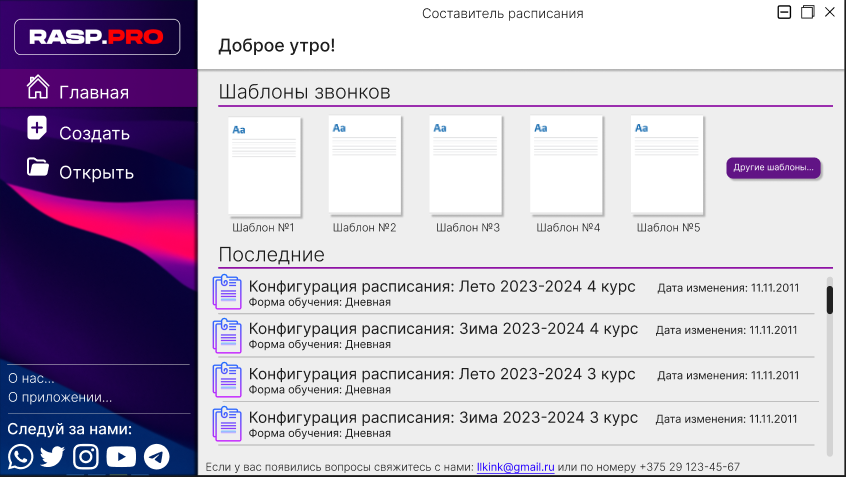 Составитель расписания
RASP.PRO
Доброе утро!
Главная
Создать
Открыть
Шаблоны звонков
Aa Aa Aa Aa Aa
Другие шаблоны...
Шаблон №1 Шаблон №2 Шаблон №3 Шаблон №4 Шаблон №5
Последние
Конфигурация расписания: Лето 2023-2024 4 курс Дата изменения: 11.11.2011
Форма обучения: Дневная
Конфигурация расписания: Зима 2023-2024 4 курс Дата изменения: 11.11.2011
Форма обучения: Дневная
Конфигурация расписания: Лето 2023-2024 3 курс Дата изменения: 11.11.2011
Форма обучения: Дневная
Конфигурация расписания: Зима 2023-2024 3 курс Дата изменения: 11.11.2011
Форма обучения: Дневная
О нас...
О приложении...
Следуй за нами:
Если у вас появились вопросы свяжитесь с нами: llkink@gmail.ru или по номеру +375 29 123-45-67